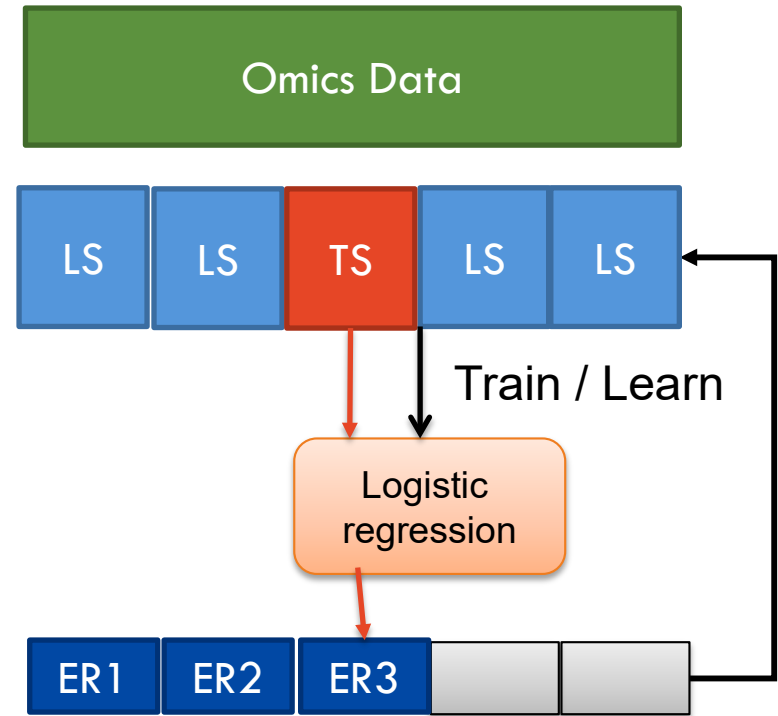 Omics Data
LS LS TS LS LS
Train / Learn
Logistic
regression
ER1 ER2 ER3